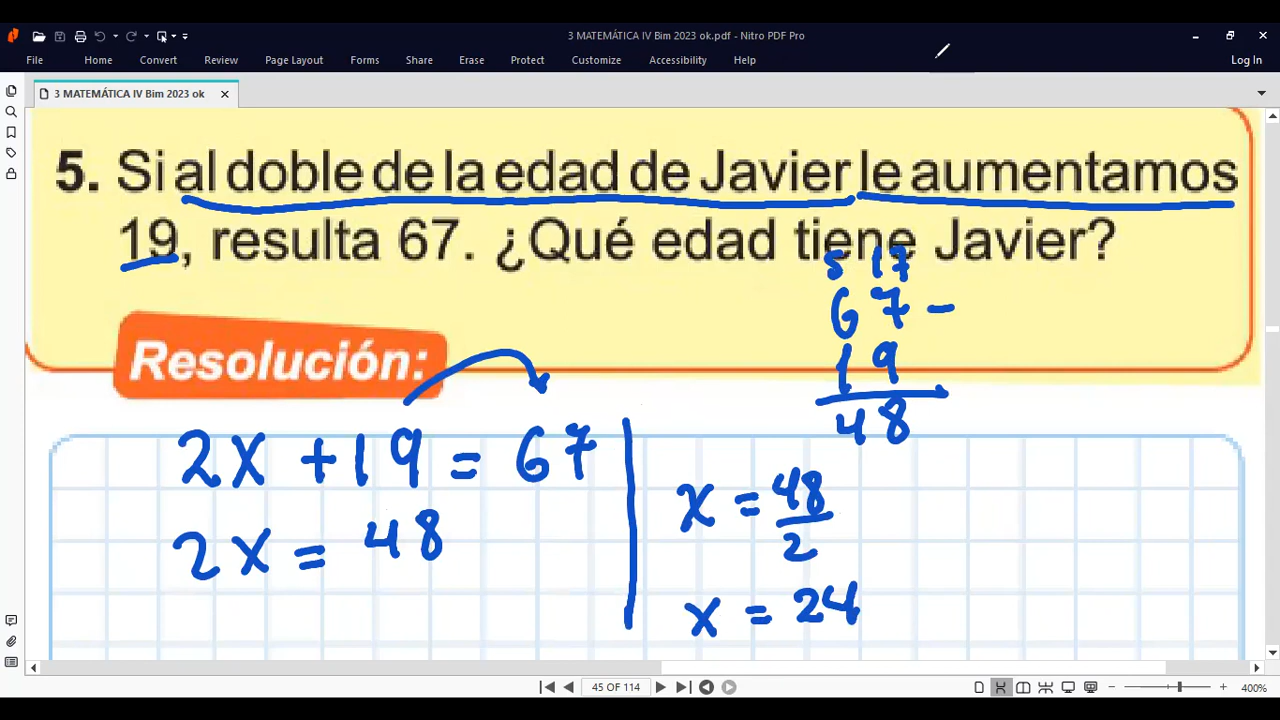 3 MATEMÁTICA IV Bim 2023 ok.pdf - Nitro PDF Pro
File Home Convert Review Page Layout Forms Share Erase Protect Customize Accessibility Help Log In
3 MATEMÁTICA IV Bim 2023 ok
5. Si al doble de la edad de Javier le aumentamos
19, resulta 67. ¿Qué edad tiene Javier?
5 17
67 -
19
48
Resolución:
2x + 19 = 67
2x = 48
x = 48/2
x = 24
45 OF 114
400%